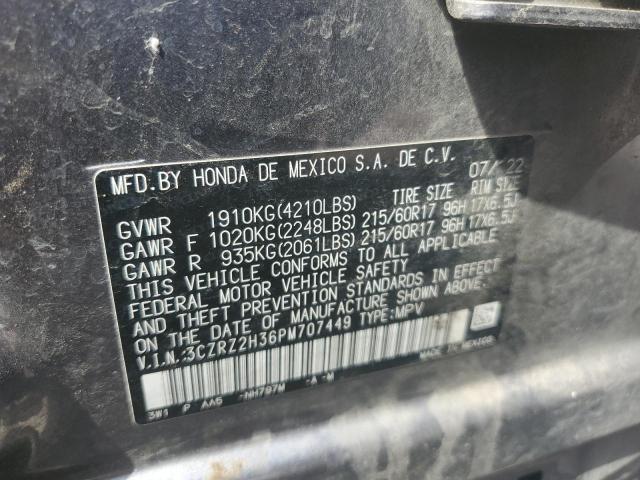 MFD.BY HONDA DE MEXICO S.A. DE C.V. 07/22
TIRE SIZE RIM SIZE
GVWR 1910KG(4210LBS)
GAWR F 1020KG(2248LBS) 215/60R17 96H 17X6.5J
GAWR R 935KG(2061LBS) 215/60R17 96H 17X6.5J
THIS VEHICLE CONFORMS TO ALL APPLICABLE
FEDERAL MOTOR VEHICLE SAFETY
AND THEFT PREVENTION STANDARDS IN EFFECT
ON THE DATE OF MANUFACTURE SHOWN ABOVE.
V.I.N.:3CZRZ2H36PM707449 TYPE:MPV
MADE IN MEXICO
3W1 P AA6 -NH797M -A-M